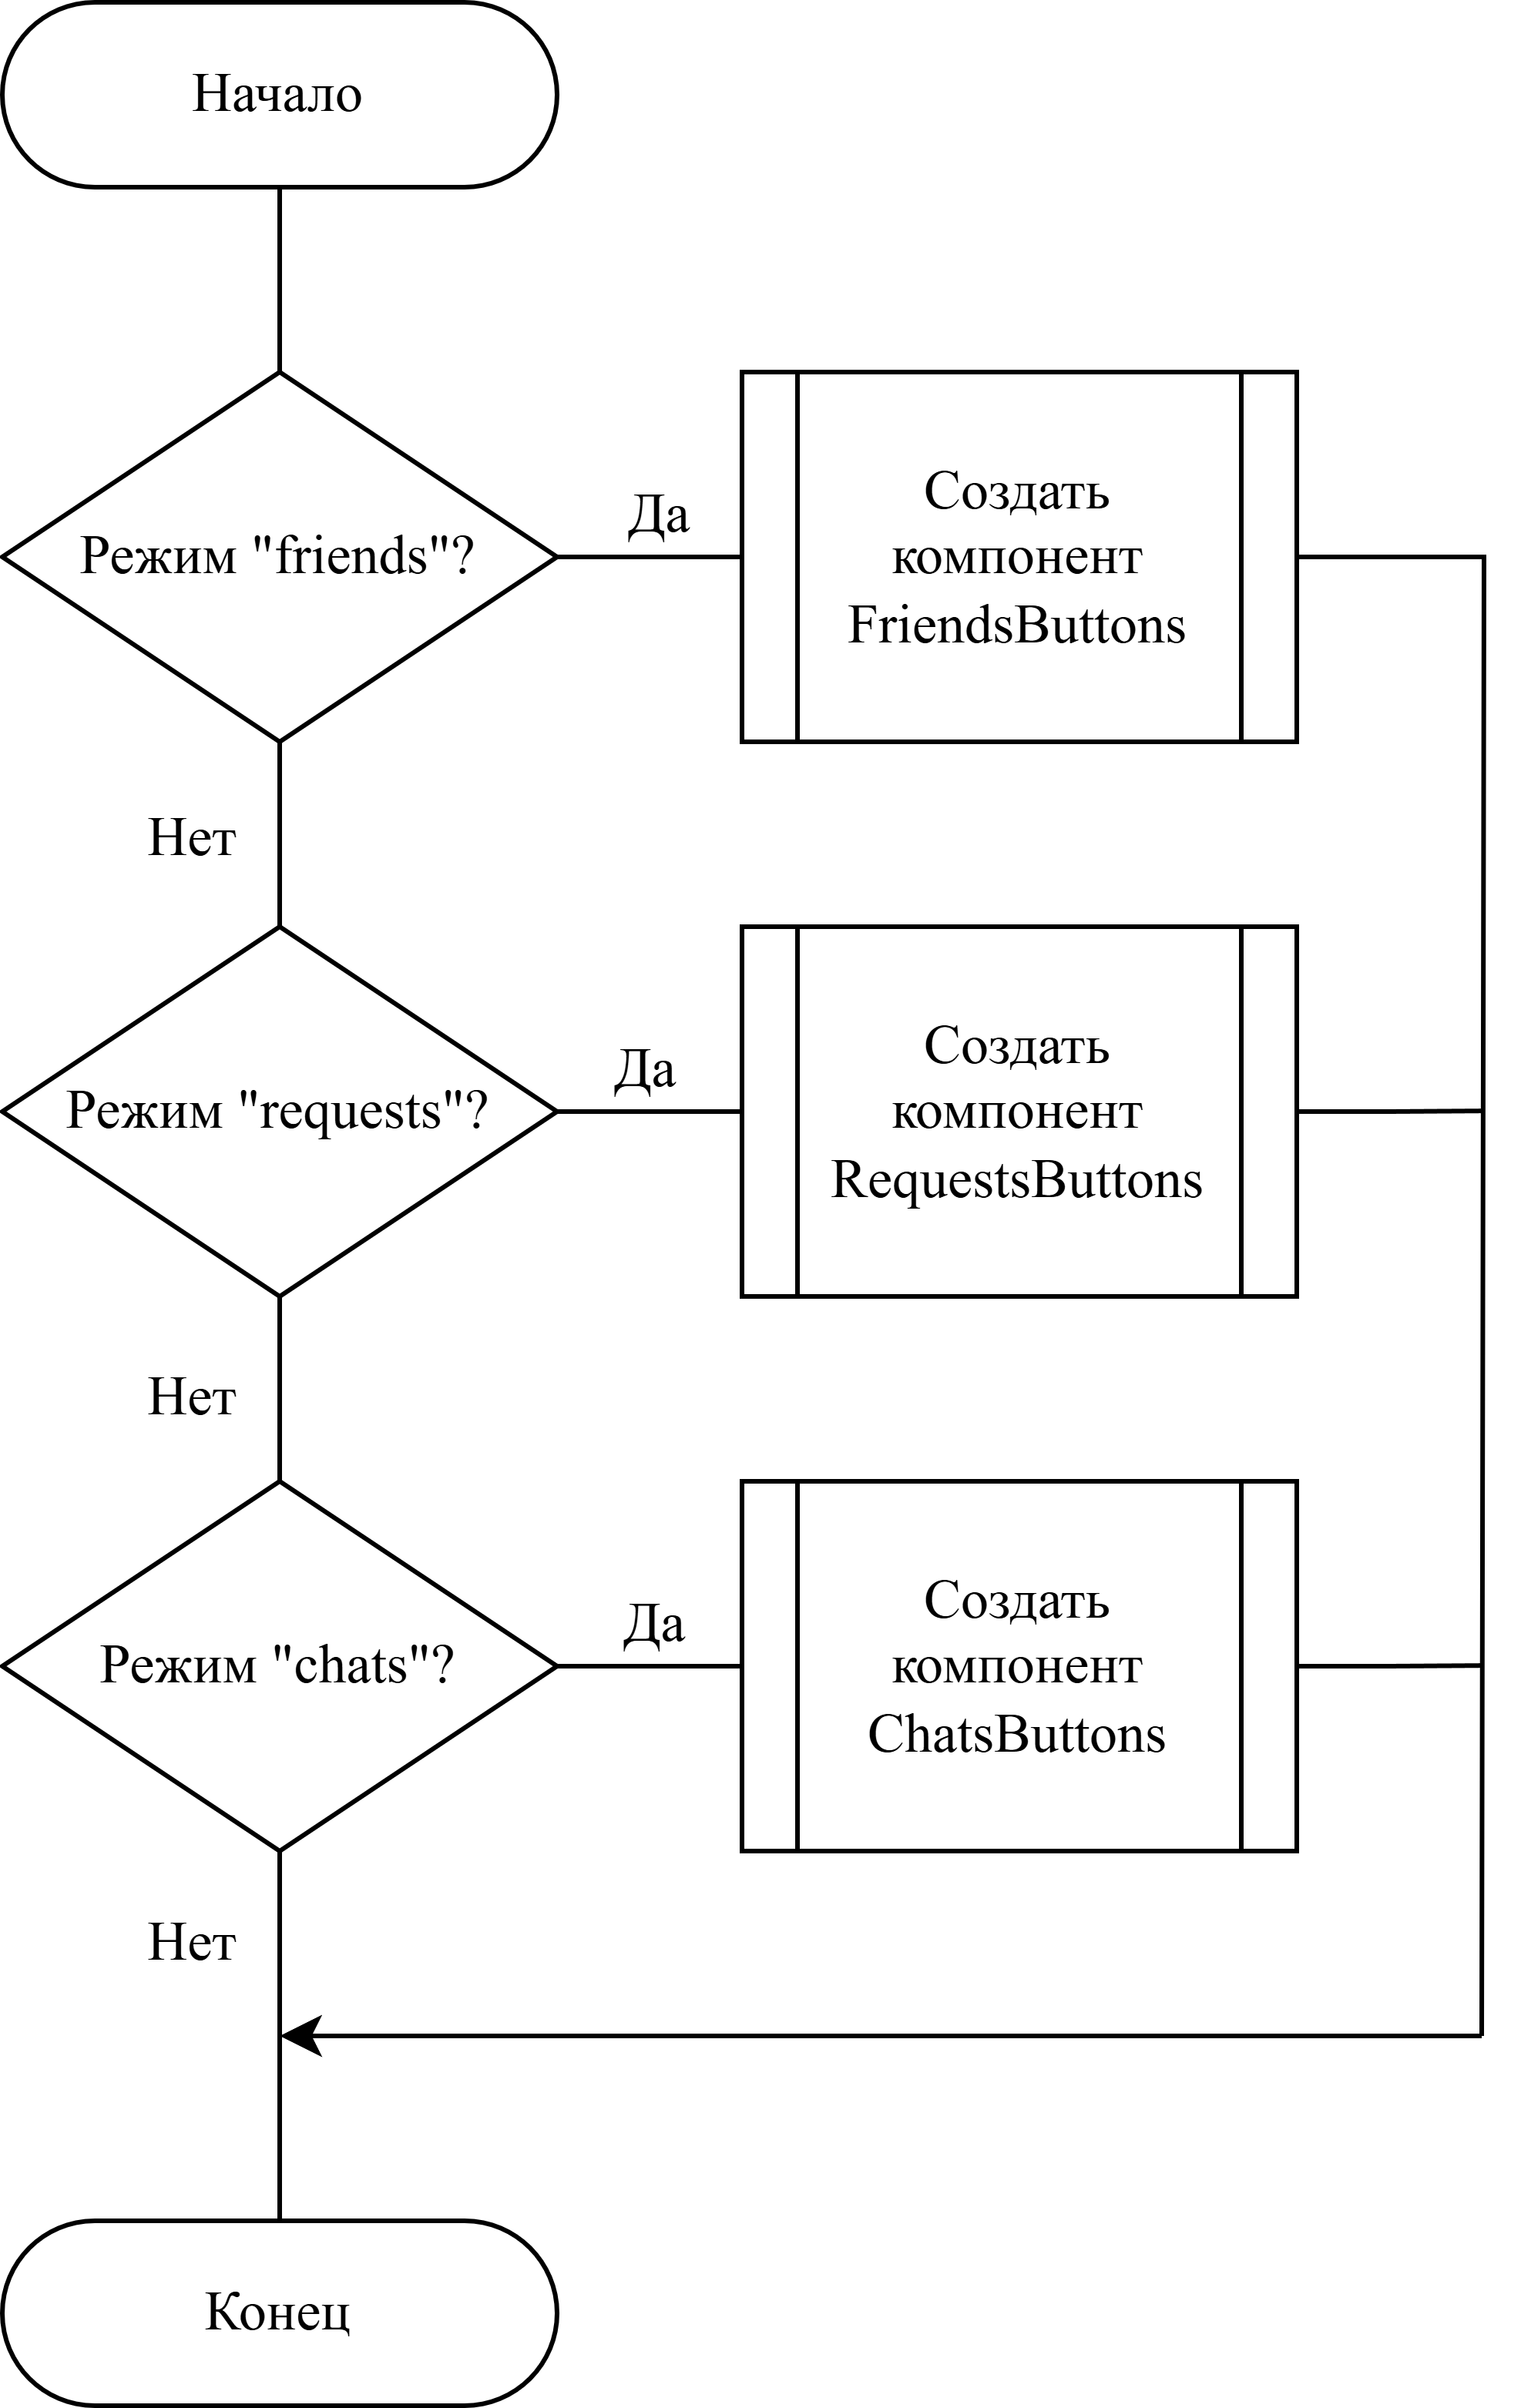 Начало
Режим "friends"?
Да
Создать
компонент
FriendsButtons
Нет
Режим "requests"?
Да
Создать
компонент
RequestsButtons
Нет
Режим "chats"?
Да
Создать
компонент
ChatsButtons
Нет
Конец